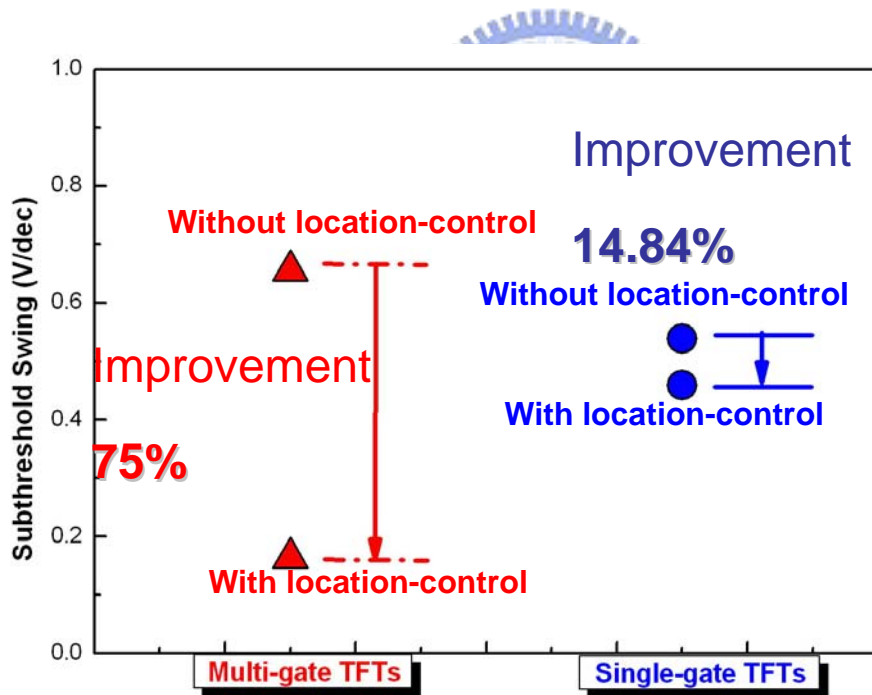 1.0
0.8
0.6
0.4
0.2
0.0
Subthreshold Swing (V/dec)
Without location-control
Improvement
75%
With location-control
Improvement
14.84%
Without location-control
With location-control
Multi-gate TFTs
Single-gate TFTs